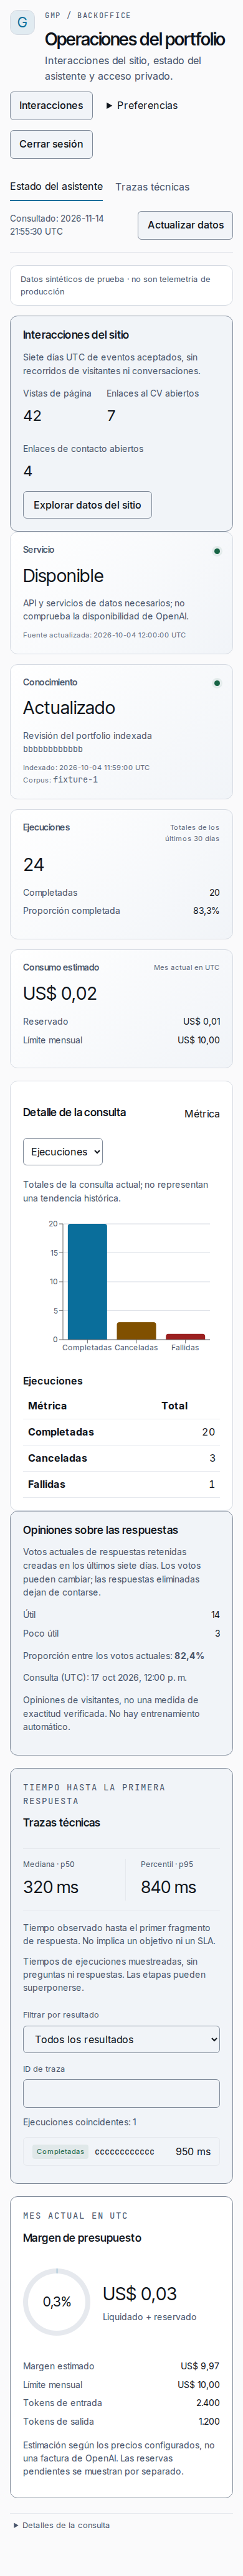 G
GMP / BACKOFFICE
Operaciones del portfolio
Interacciones del sitio, estado del
asistente y acceso privado.
Interacciones
▶ Preferencias
Cerrar sesión
Estado del asistente
Trazas técnicas
Consultado: 2026-11-14
21:55:30 UTC
Actualizar datos
Datos sintéticos de prueba · no son telemetría de
producción
Interacciones del sitio
Siete días UTC de eventos aceptados, sin
recorridos de visitantes ni conversaciones.
Vistas de página
Enlaces al CV abiertos
42
7
Enlaces de contacto abiertos
4
Explorar datos del sitio
Servicio
Disponible
API y servicios de datos necesarios; no
comprueba la disponibilidad de OpenAI.
Fuente actualizada: 2026-10-04 12:00:00 UTC
Conocimiento
Actualizado
Revisión del portfolio indexada
bbbbbbbbbbbb
Indexado: 2026-10-04 11:59:00 UTC
Corpus: fixture-1
Ejecuciones
Totales de los
últimos 30 días
24
Completadas 20
Proporción completada 83,3%
Consumo estimado
Mes actual en UTC
US$ 0,02
Reservado US$ 0,01
Límite mensual US$ 10,00
Detalle de la consulta
Métrica
Ejecuciones
Totales de la consulta actual; no representan
una tendencia histórica.
20
15
10
5
0
Completadas Canceladas Fallidas
Ejecuciones
Métrica Total
Completadas 20
Canceladas 3
Fallidas 1
Opiniones sobre las respuestas
Votos actuales de respuestas retenidas
creadas en los últimos siete días. Los votos
pueden cambiar; las respuestas eliminadas
dejan de contarse.
Útil 14
Poco útil 3
Proporción entre los votos actuales: 82,4%
Consulta (UTC): 17 oct 2026, 12:00 p. m.
Opiniones de visitantes, no una medida de
exactitud verificada. No hay entrenamiento
automático.
TIEMPO HASTA LA PRIMERA
RESPUESTA
Trazas técnicas
Mediana · p50
Percentil · p95
320 ms
840 ms
Tiempo observado hasta el primer fragmento
de respuesta. No implica un objetivo ni un SLA.
Tiempos de ejecuciones muestreadas, sin
preguntas ni respuestas. Las etapas pueden
superponerse.
Filtrar por resultado
Todos los resultados
ID de traza
Ejecuciones coincidentes: 1
Completadas cccccccccccc 950 ms
MES ACTUAL EN UTC
Margen de presupuesto
0,3%
US$ 0,03
Liquidado + reservado
Margen estimado US$ 9,97
Límite mensual US$ 10,00
Tokens de entrada 2.400
Tokens de salida 1.200
Estimación según los precios configurados, no
una factura de OpenAI. Las reservas
pendientes se muestran por separado.
▶ Detalles de la consulta